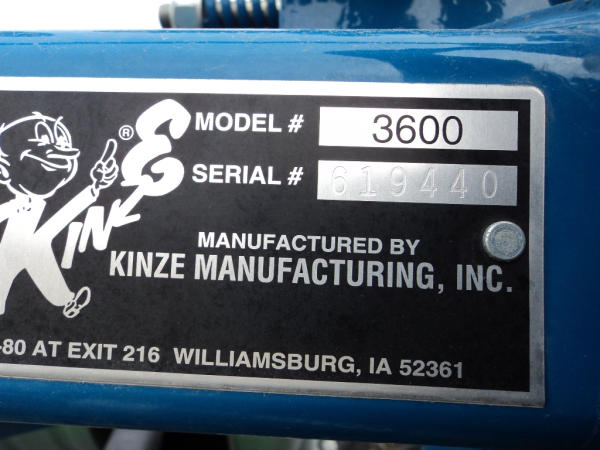 KINZE ®
MODEL # 3600
SERIAL # 619440
MANUFACTURED BY
KINZE MANUFACTURING, INC.
-80 AT EXIT 216 WILLIAMSBURG, IA 52361